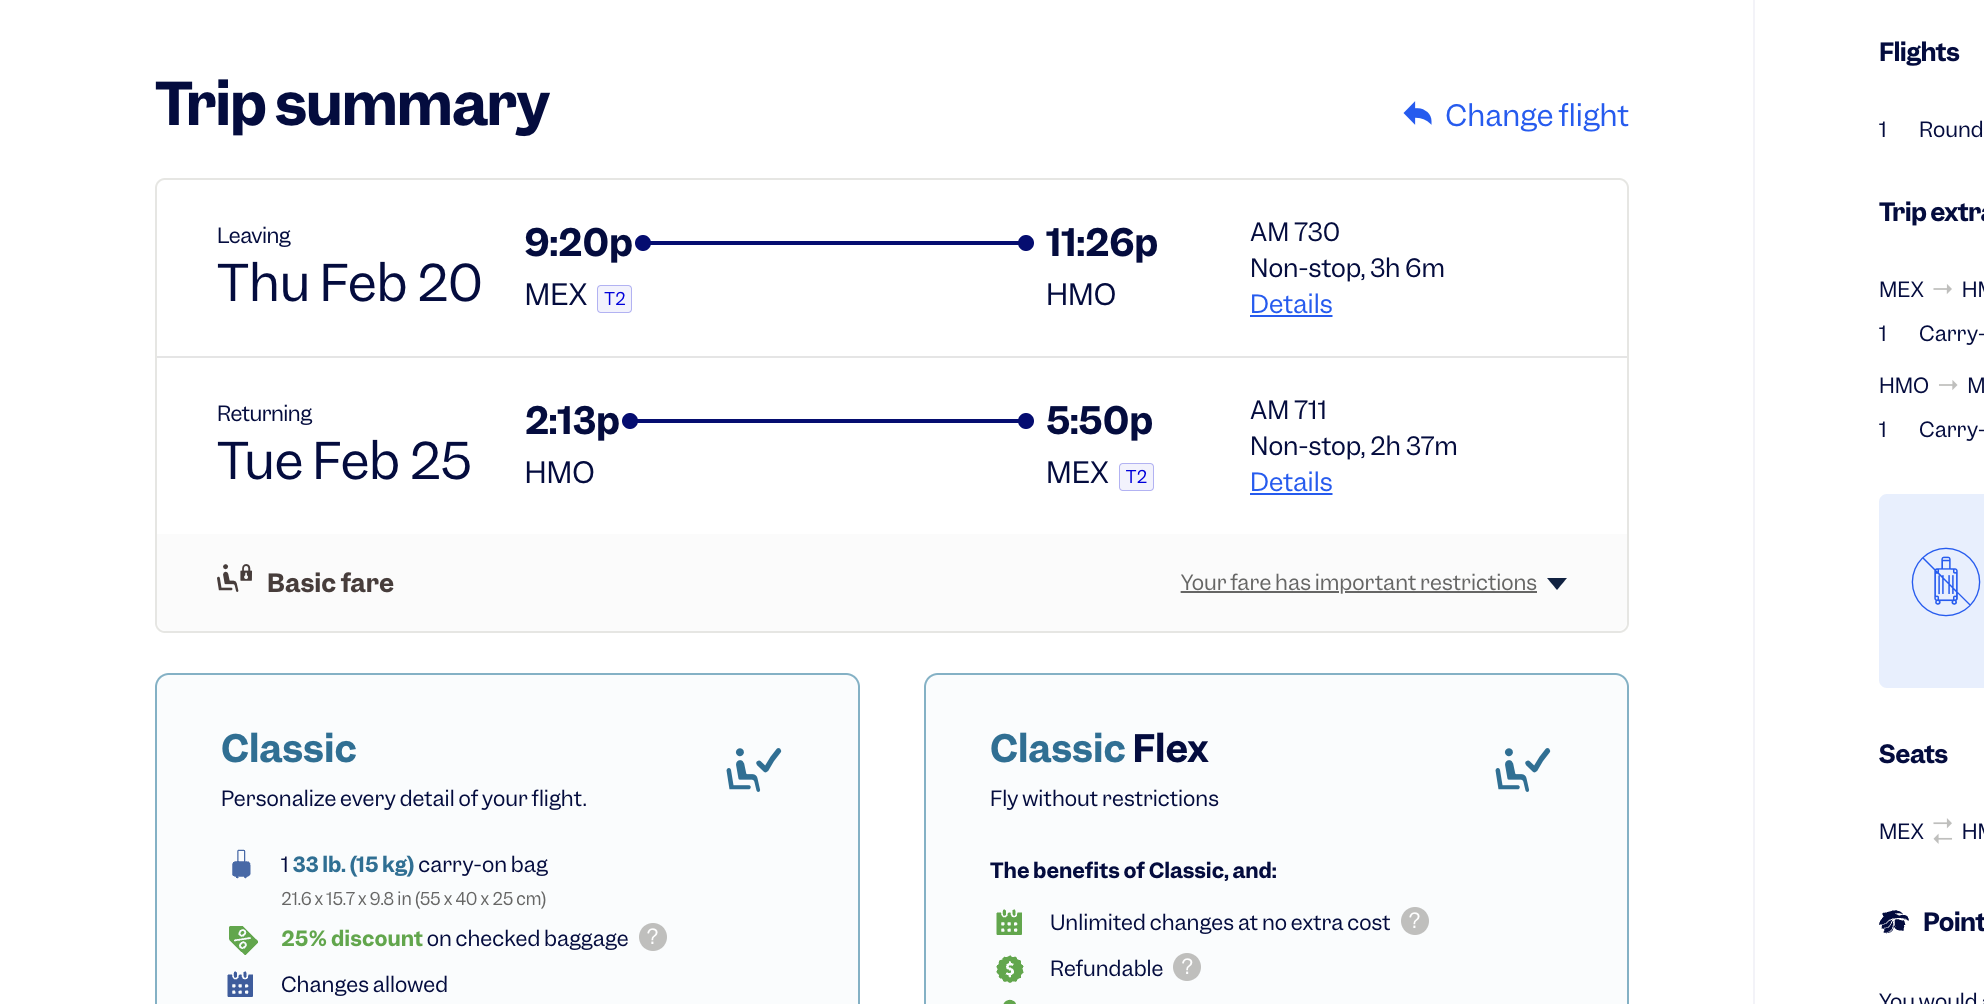 Trip summary
Change flight
Leaving
Thu Feb 20
9:20p
11:26p
MEX T2
HMO
AM 730
Non-stop, 3h 6m
Details
Returning
Tue Feb 25
2:13p
5:50p
HMO
MEX T2
AM 711
Non-stop, 2h 37m
Details
Basic fare
Your fare has important restrictions
Classic
Personalize every detail of your flight.
1 33 lb. (15 kg) carry-on bag
21.6 x 15.7 x 9.8 in (55 x 40 x 25 cm)
25% discount on checked baggage ?
Changes allowed
Classic Flex
Fly without restrictions
The benefits of Classic, and:
Unlimited changes at no extra cost ?
Refundable ?
Flights
1 Round
Trip
MEX →
1 Carry-
HMO →
1 Carry-
Seats
MEX
Point
You would